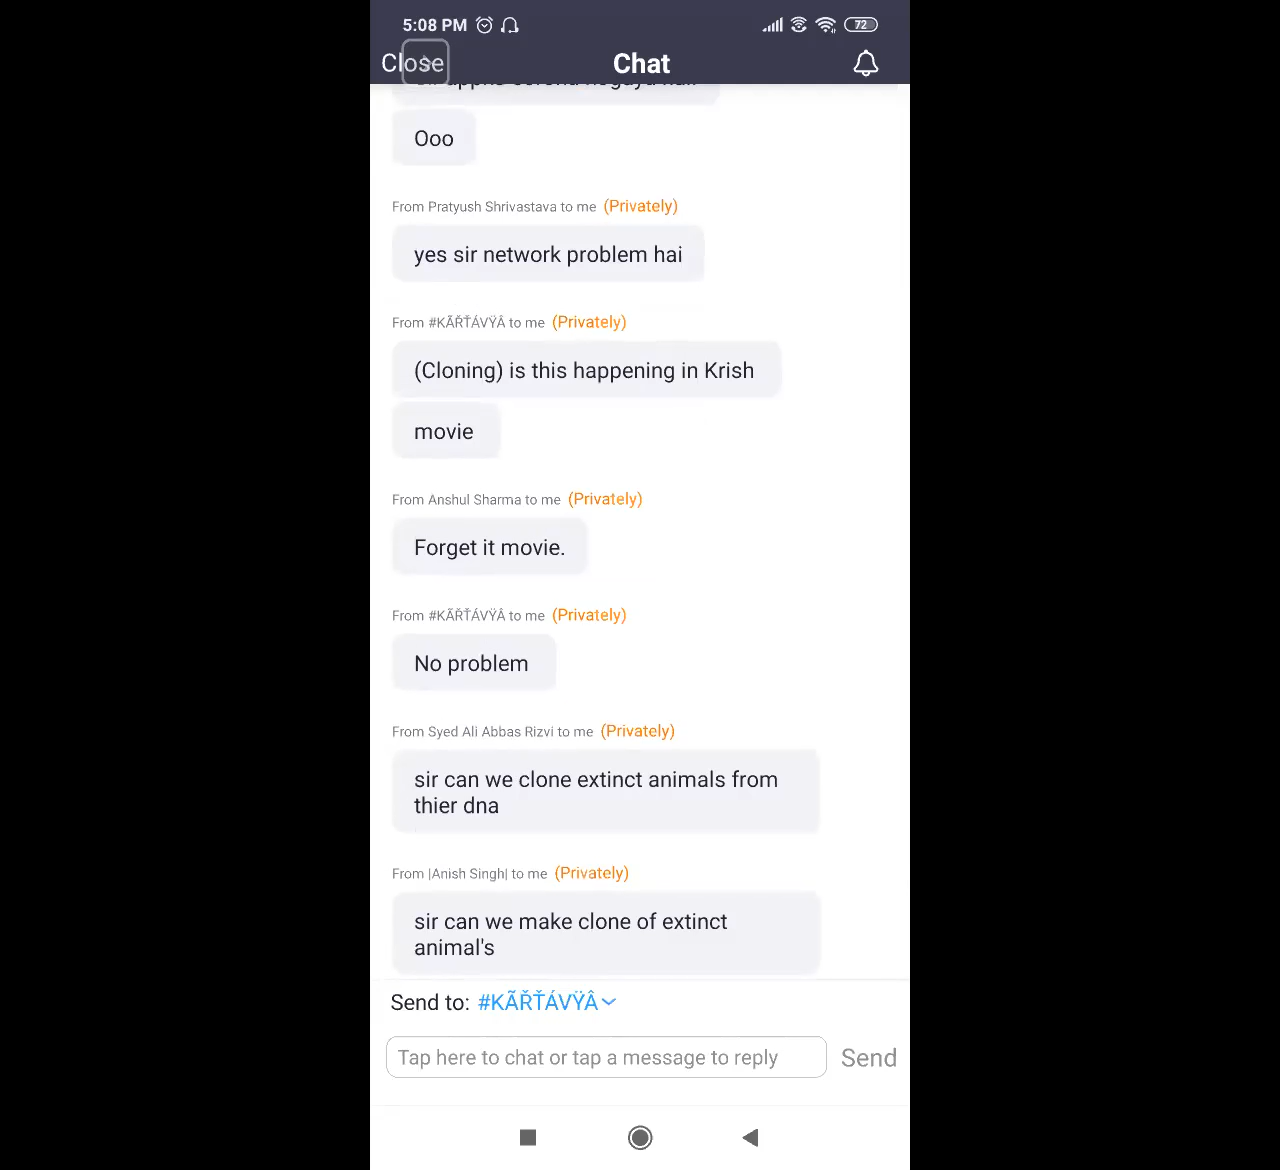 5:08 PM
72
Close
Chat
Ooo
From Pratyush Shrivastava to me (Privately)
yes sir network problem hai
From #KÃŘŤÁVŸÂ to me (Privately)
(Cloning) is this happening in Krish
movie
From Anshul Sharma to me (Privately)
Forget it movie.
From #KÃŘŤÁVŸÂ to me (Privately)
No problem
From Syed Ali Abbas Rizvi to me (Privately)
sir can we clone extinct animals from
thier dna
From |Anish Singh| to me (Privately)
sir can we make clone of extinct
animal's
Send to: #KÃŘŤÁVŸÂ
Tap here to chat or tap a message to reply
Send